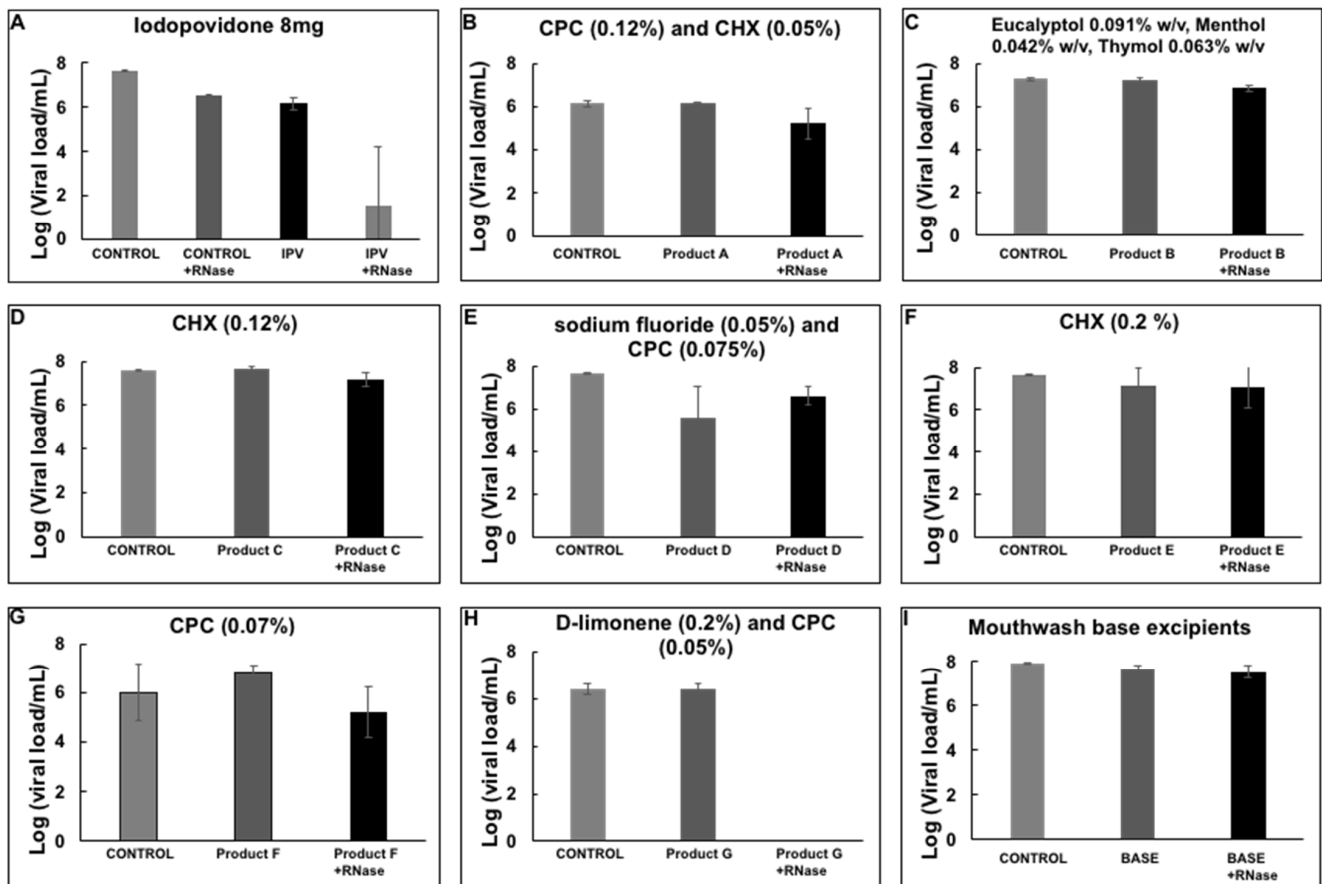 A
Iodopovidone 8mg
Log (Viral load/mL)
8
6
4
2
0
CONTROL
CONTROL
+RNase
IPV
IPV
+RNase
B
CPC (0.12%) and CHX (0.05%)
Log (Viral load/mL)
8
6
4
2
0
CONTROL
Product A
Product A
+RNase
C
Eucalyptol 0.091% w/v, Menthol
0.042% w/v, Thymol 0.063% w/v
Log (Viral load/mL)
8
6
4
2
0
CONTROL
Product B
Product B
+RNase
D
CHX (0.12%)
Log (Viral load/mL)
8
6
4
2
0
CONTROL
Product C
Product C
+RNase
E
sodium fluoride (0.05%) and
CPC (0.075%)
Log (Viral load/mL)
8
6
4
2
0
CONTROL
Product D
Product D
+RNase
F
CHX (0.2 %)
Log (Viral load/mL)
8
6
4
2
0
CONTROL
Product E
Product E
+RNase
G
CPC (0.07%)
Log (viral load/mL)
8
6
4
2
0
CONTROL
Product F
Product F
+RNase
H
D-limonene (0.2%) and CPC
(0.05%)
Log (Viral load/mL)
8
6
4
2
0
CONTROL
Product G
Product G
+RNase
I
Mouthwash base excipients
Log (Viral load/mL)
8
6
4
2
0
CONTROL
BASE
BASE
+RNase